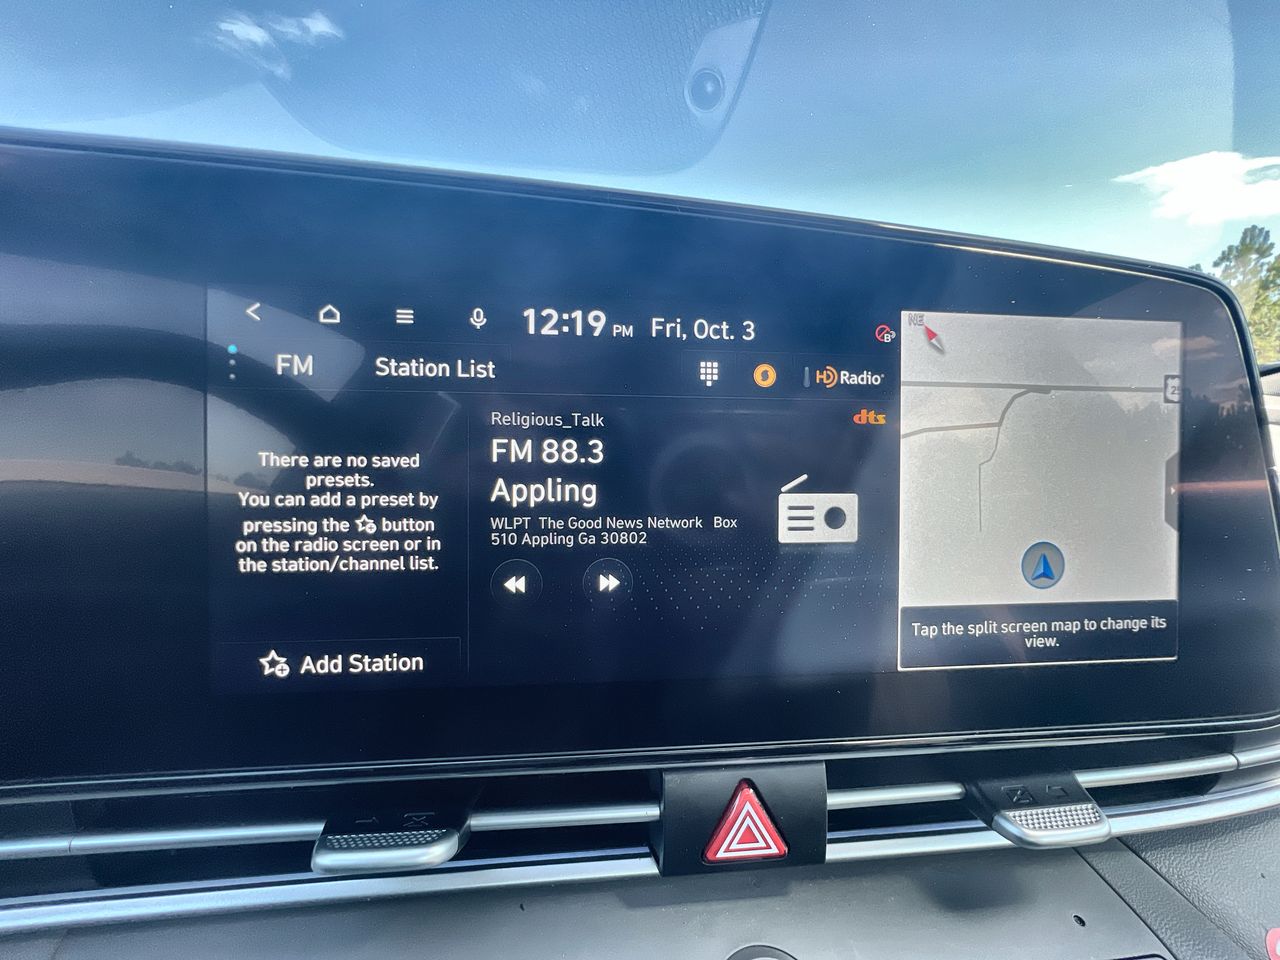 12:19 PM Fri, Oct. 3
FM Station List
HD Radio
dts
There are no saved
presets.
You can add a preset by
pressing the button
on the radio screen or in
the station/channel list.
Add Station
Religious_Talk
FM 88.3
Appling
WLPT The Good News Network Box
510 Appling Ga 30802
NE
Tap the split screen map to change its
view.